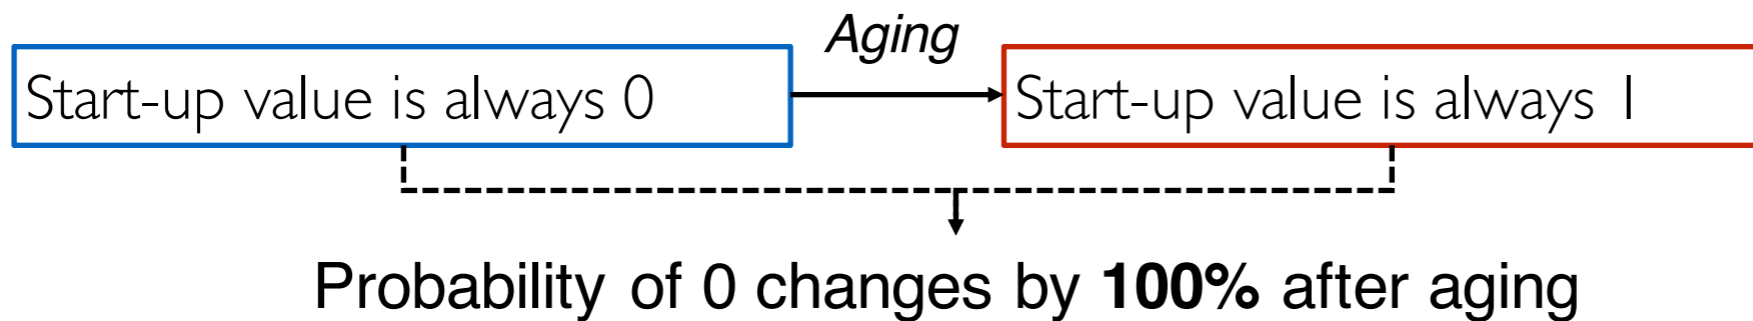 Aging
Start-up value is always 0
Start-up value is always 1
Probability of 0 changes by 100% after aging